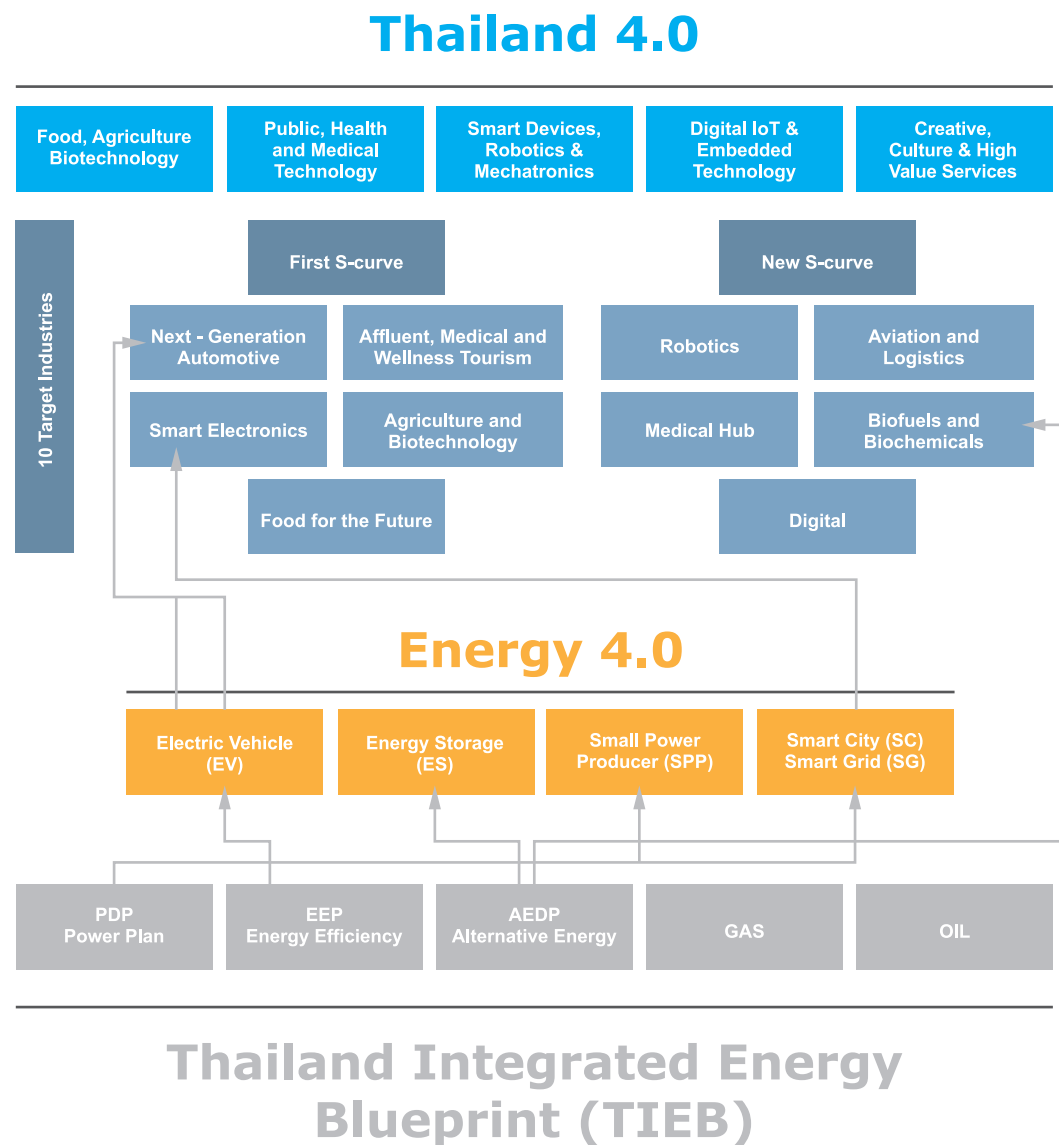 Thailand 4.0
Food, Agriculture
Biotechnology
Public, Health
and Medical
Technology
Smart Devices,
Robotics &
Mechatronics
Digital IoT &
Embedded
Technology
Creative,
Culture & High
Value Services
10 Target Industries
First S-curve
New S-curve
Next - Generation
Automotive
Affluent, Medical and
Wellness Tourism
Robotics
Aviation and
Logistics
Smart Electronics
Agriculture and
Biotechnology
Medical Hub
Biofuels and
Biochemicals
Food for the Future
Digital
Energy 4.0
Electric Vehicle
(EV)
Energy Storage
(ES)
Small Power
Producer (SPP)
Smart City (SC)
Smart Grid (SG)
PDP
Power Plan
EEP
Energy Efficiency
AEDP
Alternative Energy
GAS
OIL
Thailand Integrated Energy
Blueprint (TIEB)